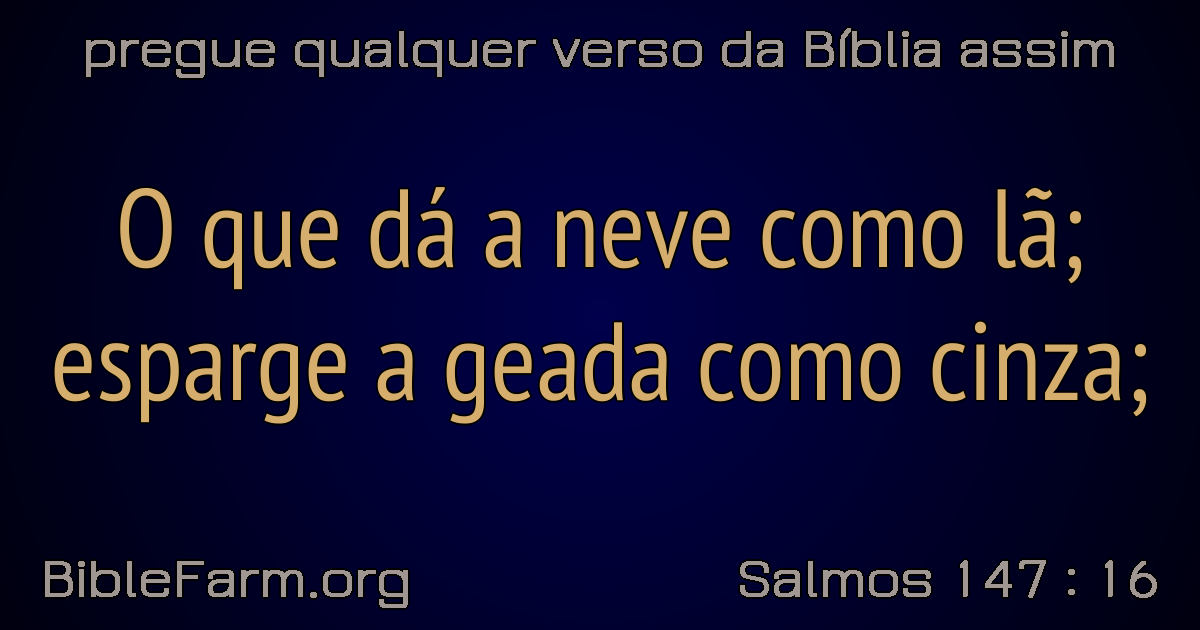 pregue qualquer verso da Bíblia assim
O que dá a neve como lã;
esparge a geada como cinza;
BibleFarm.org
Salmos 147 : 16